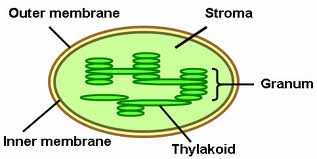 Outer membrane
Stroma
Granum
Inner membrane
Thylakoid